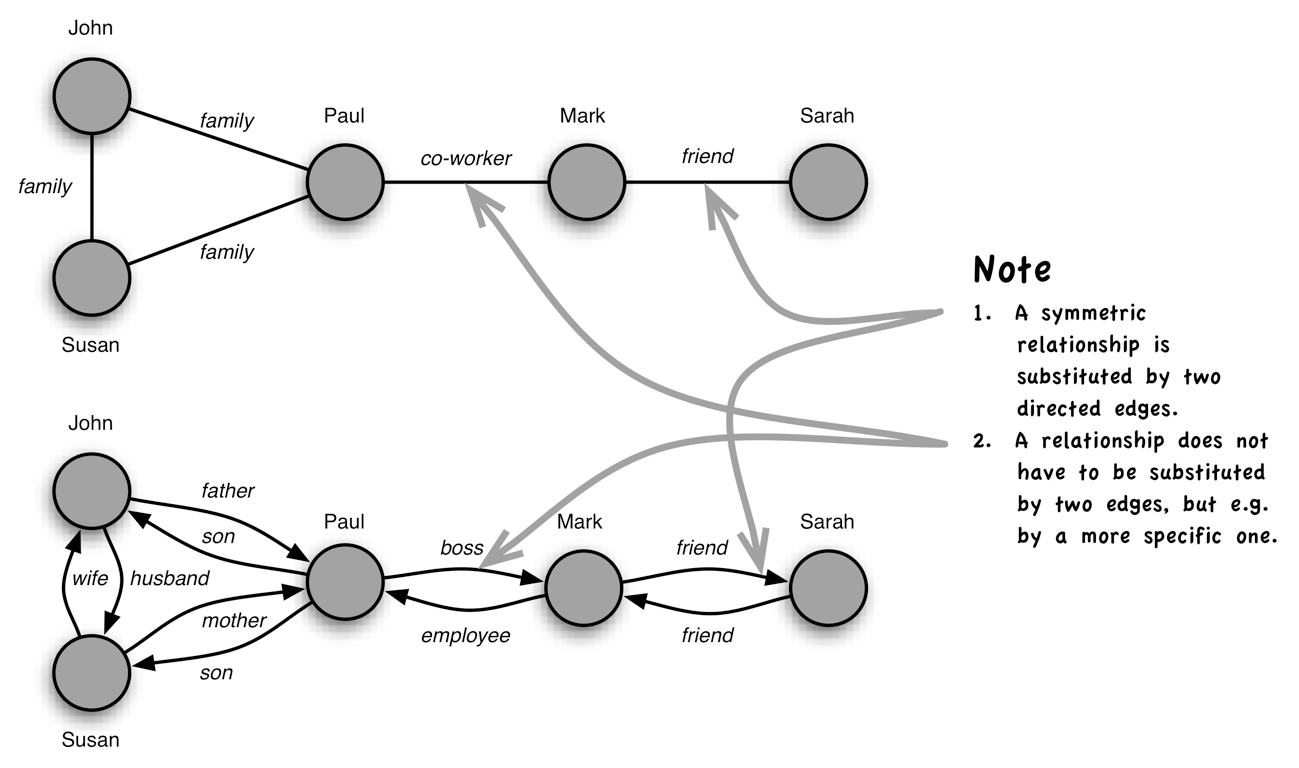 John
family
Paul
Mark
Sarah
co-worker
friend
family
family
Susan
Note
1. A symmetric
relationship is
substituted by two
directed edges.
2. A relationship does not
have to be substituted
by two edges, but e.g.
by a more specific one.
John
father
son
Paul
Mark
Sarah
boss
friend
wife
husband
mother
employee
friend
son
Susan